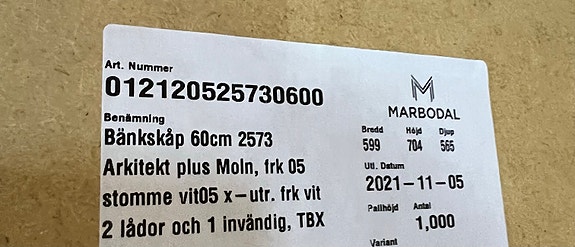 Art. Nummer
012120525730600
Benämning
Bänkskåp 60cm 2573
Arkitekt plus Moln, frk 05
stomme vit05 x-utr. frk vit
2 lådor och 1 invändig, TBX
MARBODAL
Bredd Höjd Djup
599 704 565
Utl. Datum
2021-11-05
Pallhöjd Antal
1,000
Variant